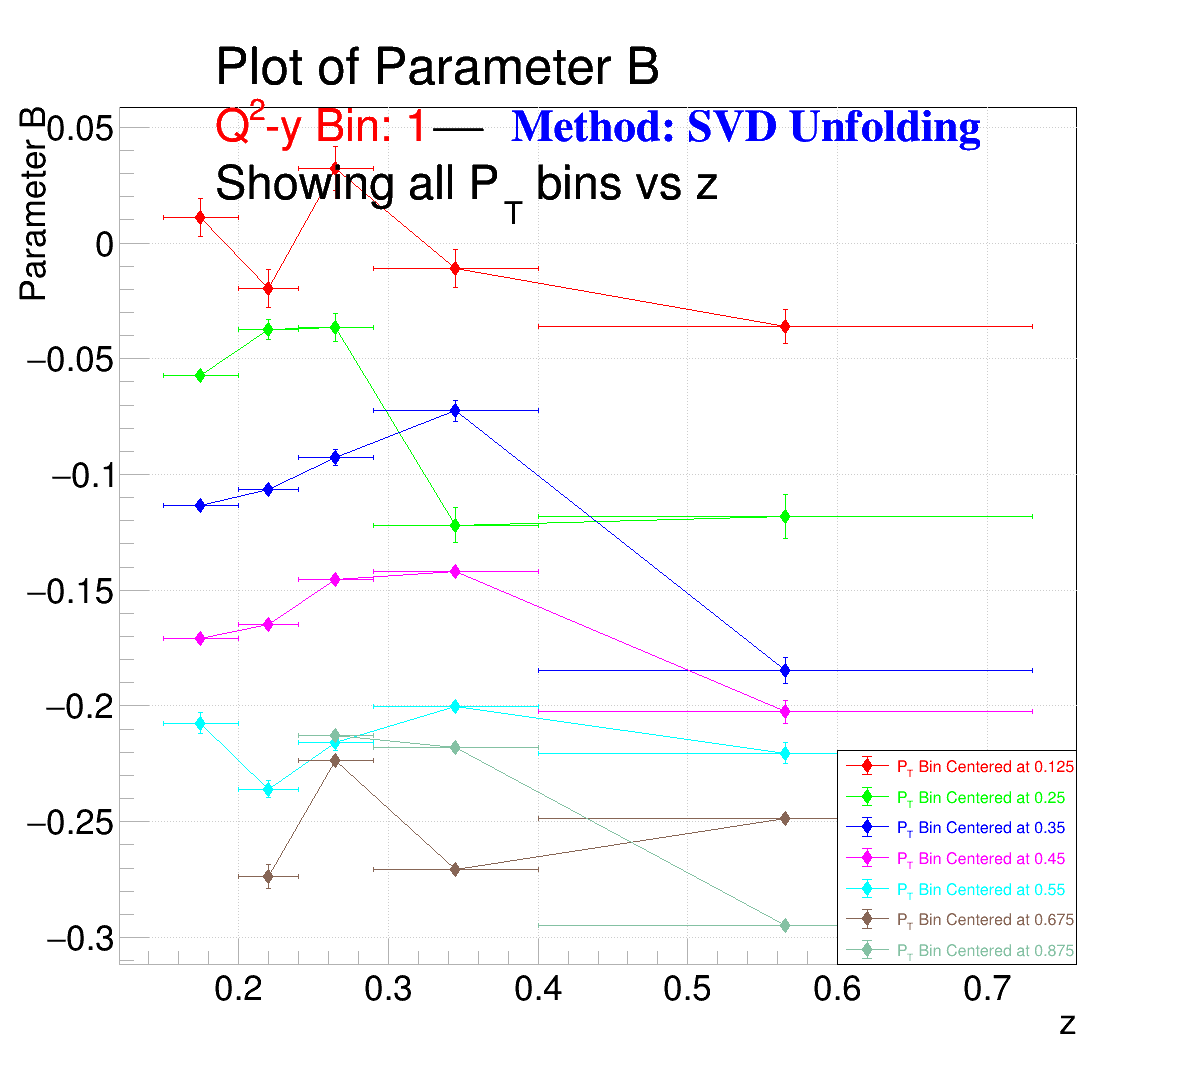 Plot of Parameter B
Q2-y Bin: 1 — Method: SVD Unfolding
Showing all PT bins vs z
Parameter B
0.05
0
−0.05
−0.1
−0.15
−0.2
−0.25
−0.3
PT Bin Centered at 0.125
PT Bin Centered at 0.25
PT Bin Centered at 0.35
PT Bin Centered at 0.45
PT Bin Centered at 0.55
PT Bin Centered at 0.675
PT Bin Centered at 0.875
0.2 0.3 0.4 0.5 0.6 0.7
z